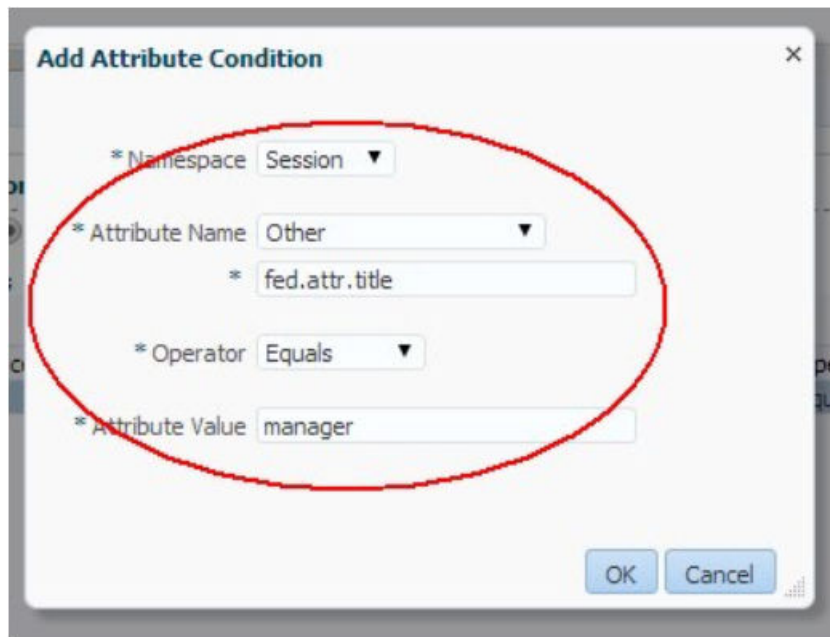 Add Attribute Condition ×
* Namespace Session ▼
* Attribute Name Other ▼
* fed.attr.title
* Operator Equals ▼
* Attribute Value manager
OK Cancel